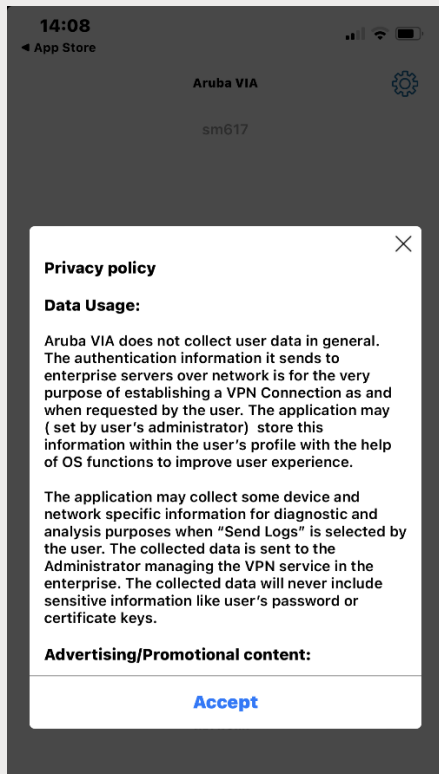 14:08
◀ App Store
Aruba VIA
sm617
Privacy policy
Data Usage:
Aruba VIA does not collect user data in general.
The authentication information it sends to
enterprise servers over network is for the very
purpose of establishing a VPN Connection as and
when requested by the user. The application may
( set by user's administrator)  store this
information within the user's profile with the help
of OS functions to improve user experience.
The application may collect some device and
network specific information for diagnostic and
analysis purposes when “Send Logs” is selected by
the user. The collected data is sent to the
Administrator managing the VPN service in the
enterprise. The collected data will never include
sensitive information like user's password or
certificate keys.
Advertising/Promotional content:
Accept